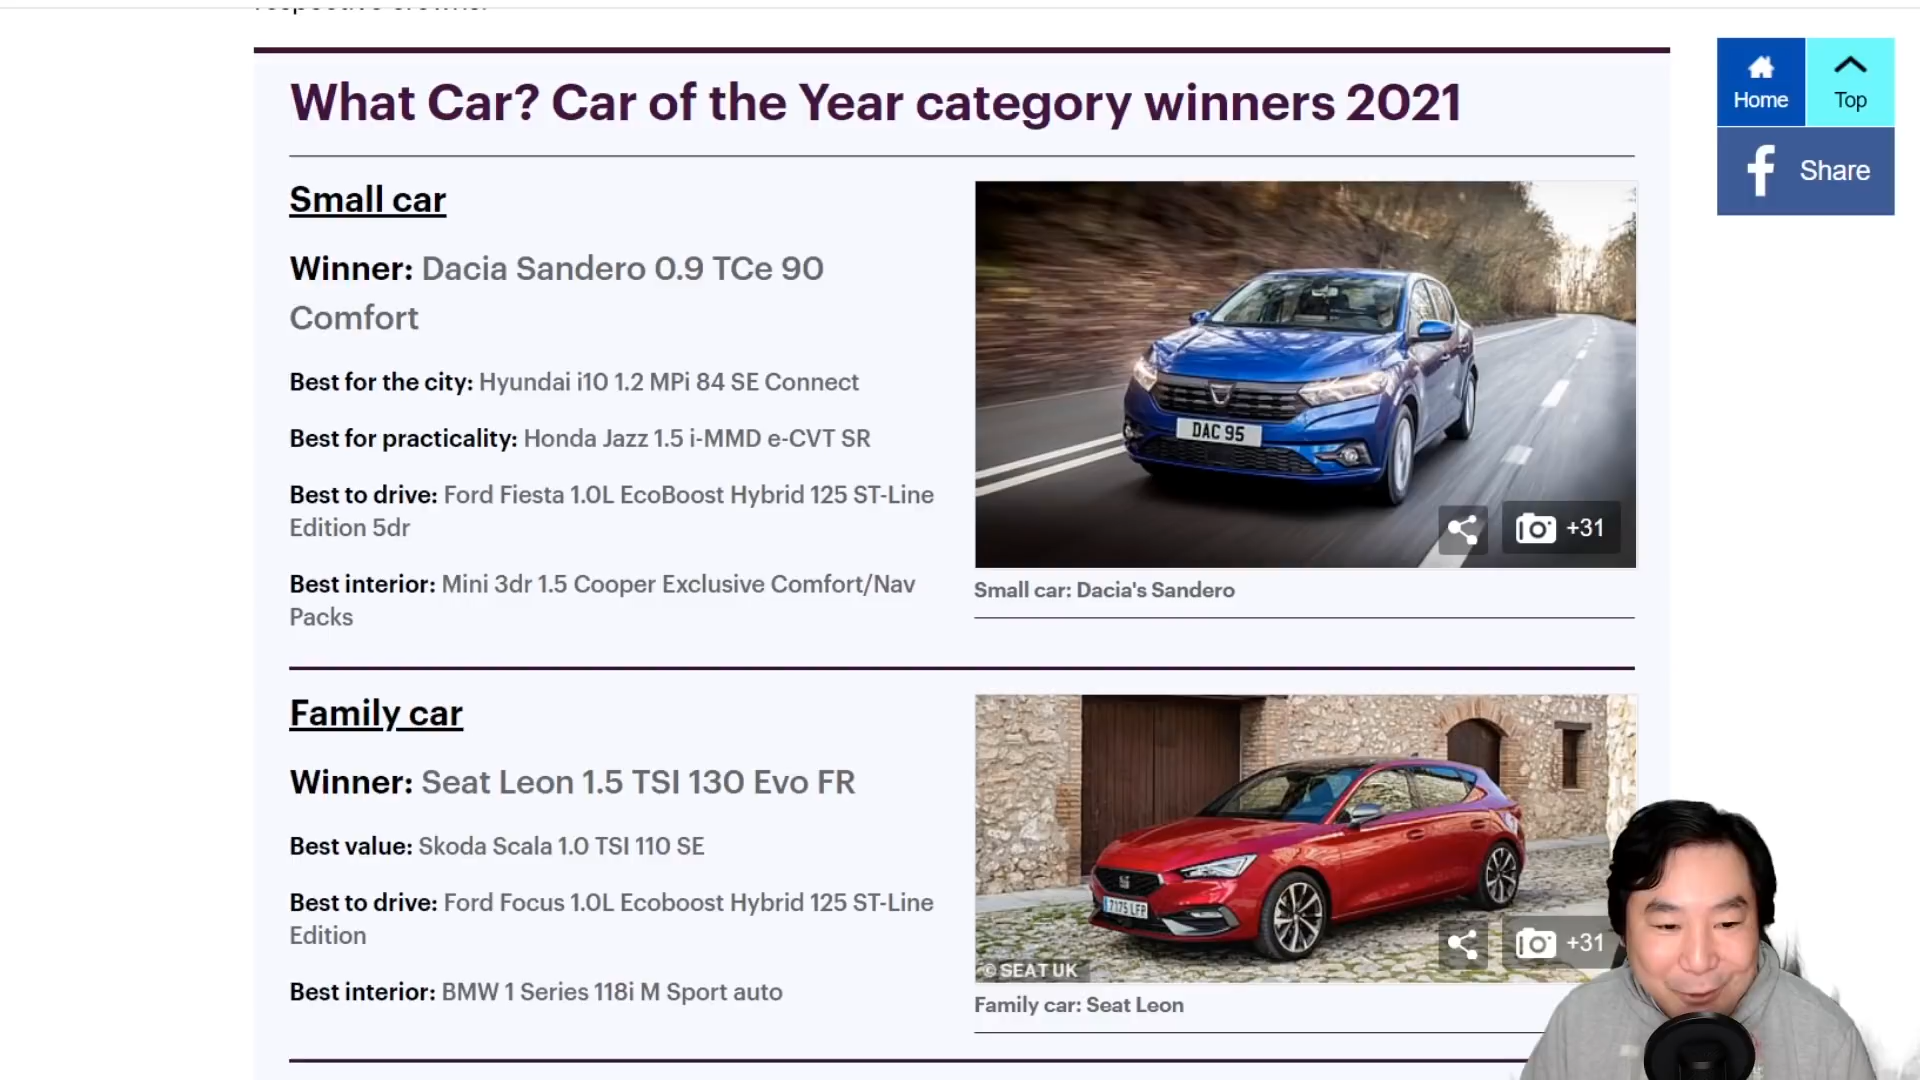 What Car? Car of the Year category winners 2021
Home
Top
Share
Small car
Winner: Dacia Sandero 0.9 TCe 90
Comfort
Best for the city: Hyundai i10 1.2 MPi 84 SE Connect
Best for practicality: Honda Jazz 1.5 i-MMD e-CVT SR
Best to drive: Ford Fiesta 1.0L EcoBoost Hybrid 125 ST-Line
Edition 5dr
Best interior: Mini 3dr 1.5 Cooper Exclusive Comfort/Nav
Packs
DAC 95
+31
Small car: Dacia's Sandero
Family car
Winner: Seat Leon 1.5 TSI 130 Evo FR
Best value: Skoda Scala 1.0 TSI 110 SE
Best to drive: Ford Focus 1.0L Ecoboost Hybrid 125 ST-Line
Edition
Best interior: BMW 1 Series 118i M Sport auto
7175 LFP
+31
© SEAT UK
Family car: Seat Leon